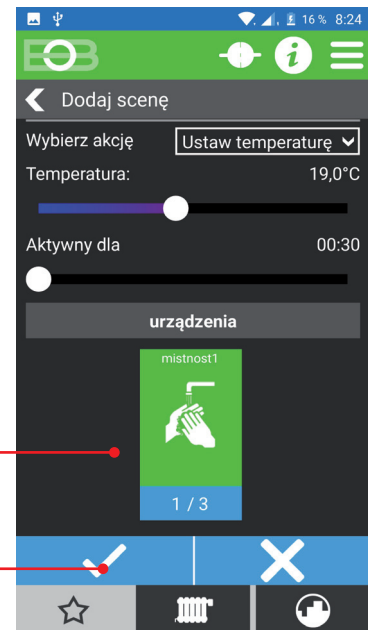 16 % 8:24
EOB
Dodaj scenę
Wybierz akcję Ustaw temperaturę
Temperatura: 19,0°C
Aktywny dla 00:30
urządzenia
mistnost1
1 / 3